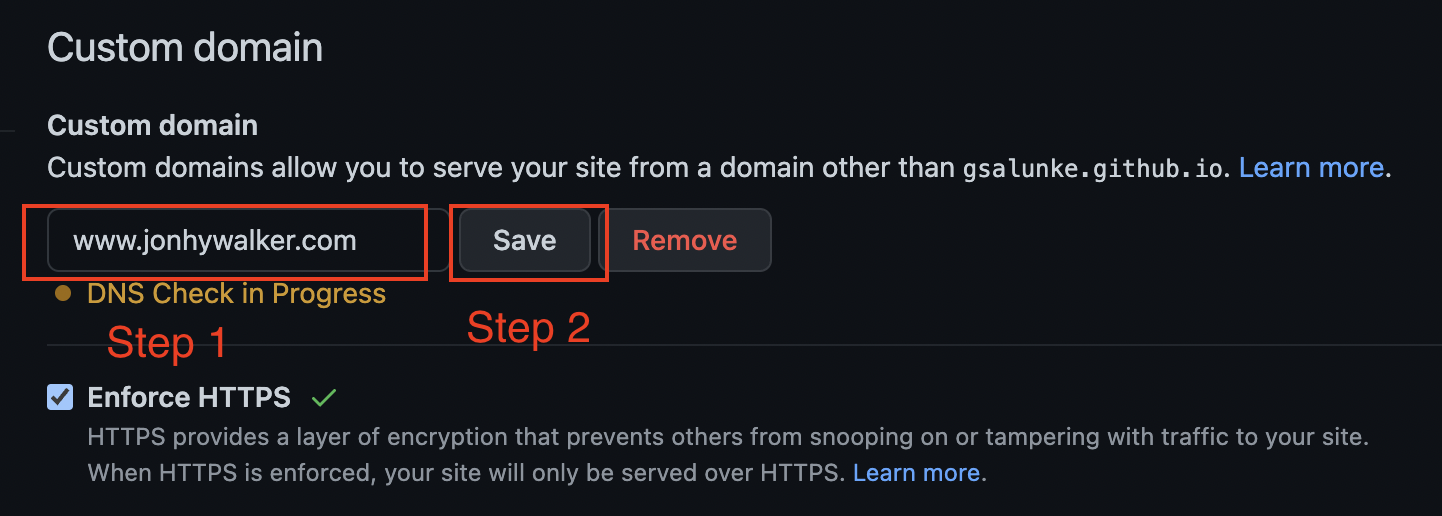 Custom domain
Custom domain
Custom domains allow you to serve your site from a domain other than gsalunke.github.io. Learn more.
www.jonhywalker.com Save Remove
DNS Check in Progress
Step 1 Step 2
Enforce HTTPS
HTTPS provides a layer of encryption that prevents others from snooping on or tampering with traffic to your site.
When HTTPS is enforced, your site will only be served over HTTPS. Learn more.